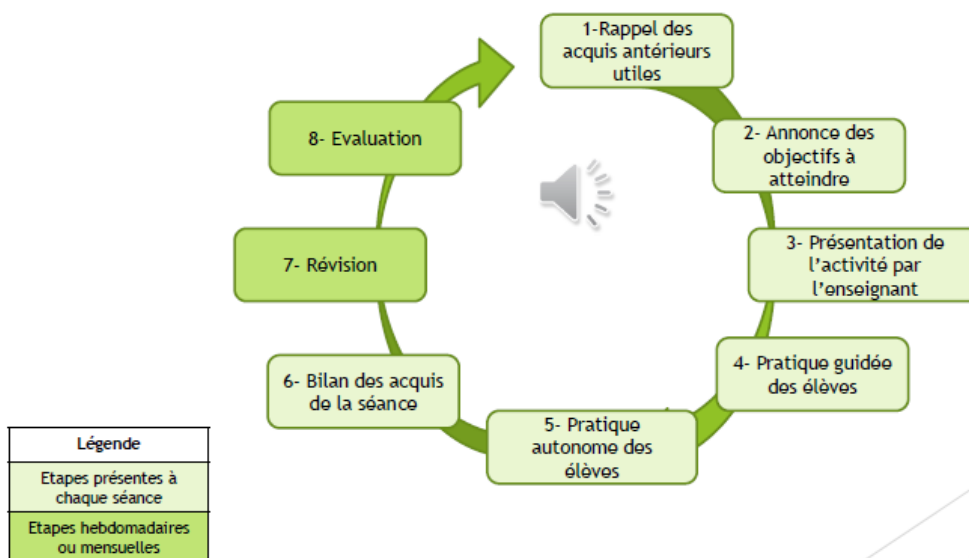 1-Rappel des
acquis antérieurs
utiles
2- Annonce des
objectifs à
atteindre
3- Présentation de
l’activité par
l’enseignant
4- Pratique guidée
des élèves
5- Pratique
autonome des
élèves
6- Bilan des acquis
de la séance
7- Révision
8- Evaluation
Légende
Etapes présentes à
chaque séance
Etapes hebdomadaires
ou mensuelles